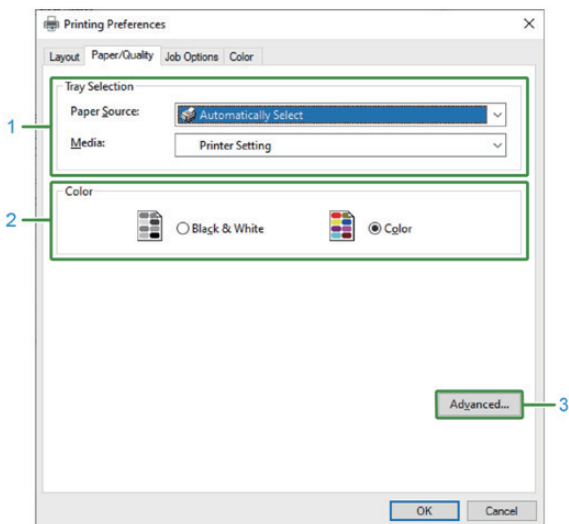 Printing Preferences
Layout Paper/Quality Job Options Color
Tray Selection
Paper Source: Automatically Select
1
Media: Printer Setting
Color
2
Black & White Color
Advanced... 3
OK Cancel